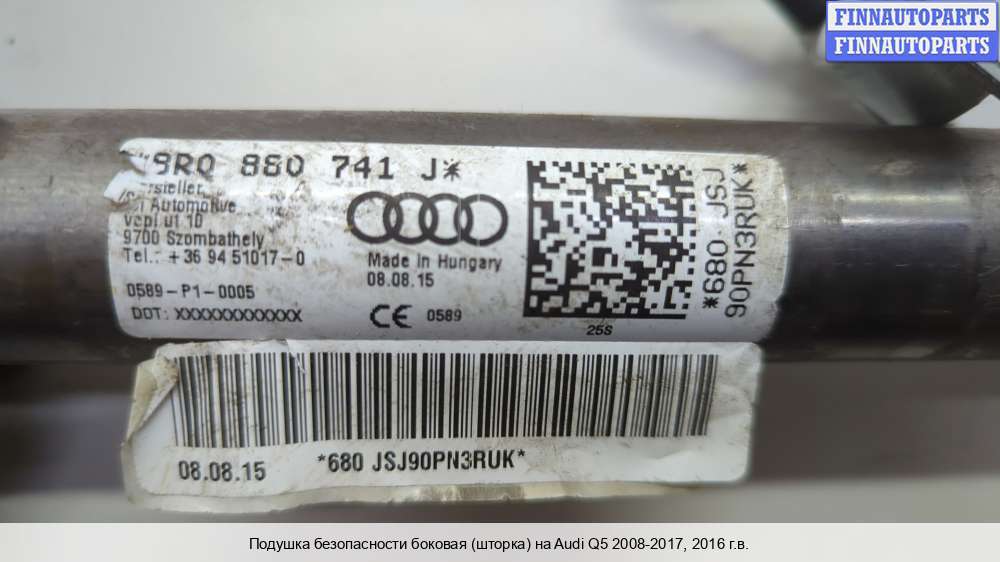 FINNAUTOPARTS
FINNAUTOPARTS
*8R0 880 741 J*
Automotive
út 10
9700 Szombathely
Tel.: +36 94 51017-0
0589-P1-0005
DOT: XXXXXXXXXXXX
Made in Hungary
08.08.15
CE 0589
25S
*680 JSJ
90PN3RUK*
08.08.15 *680 JSJ90PN3RUK*
Подушка безопасности боковая (шторка) на Audi Q5 2008-2017, 2016 г.в.